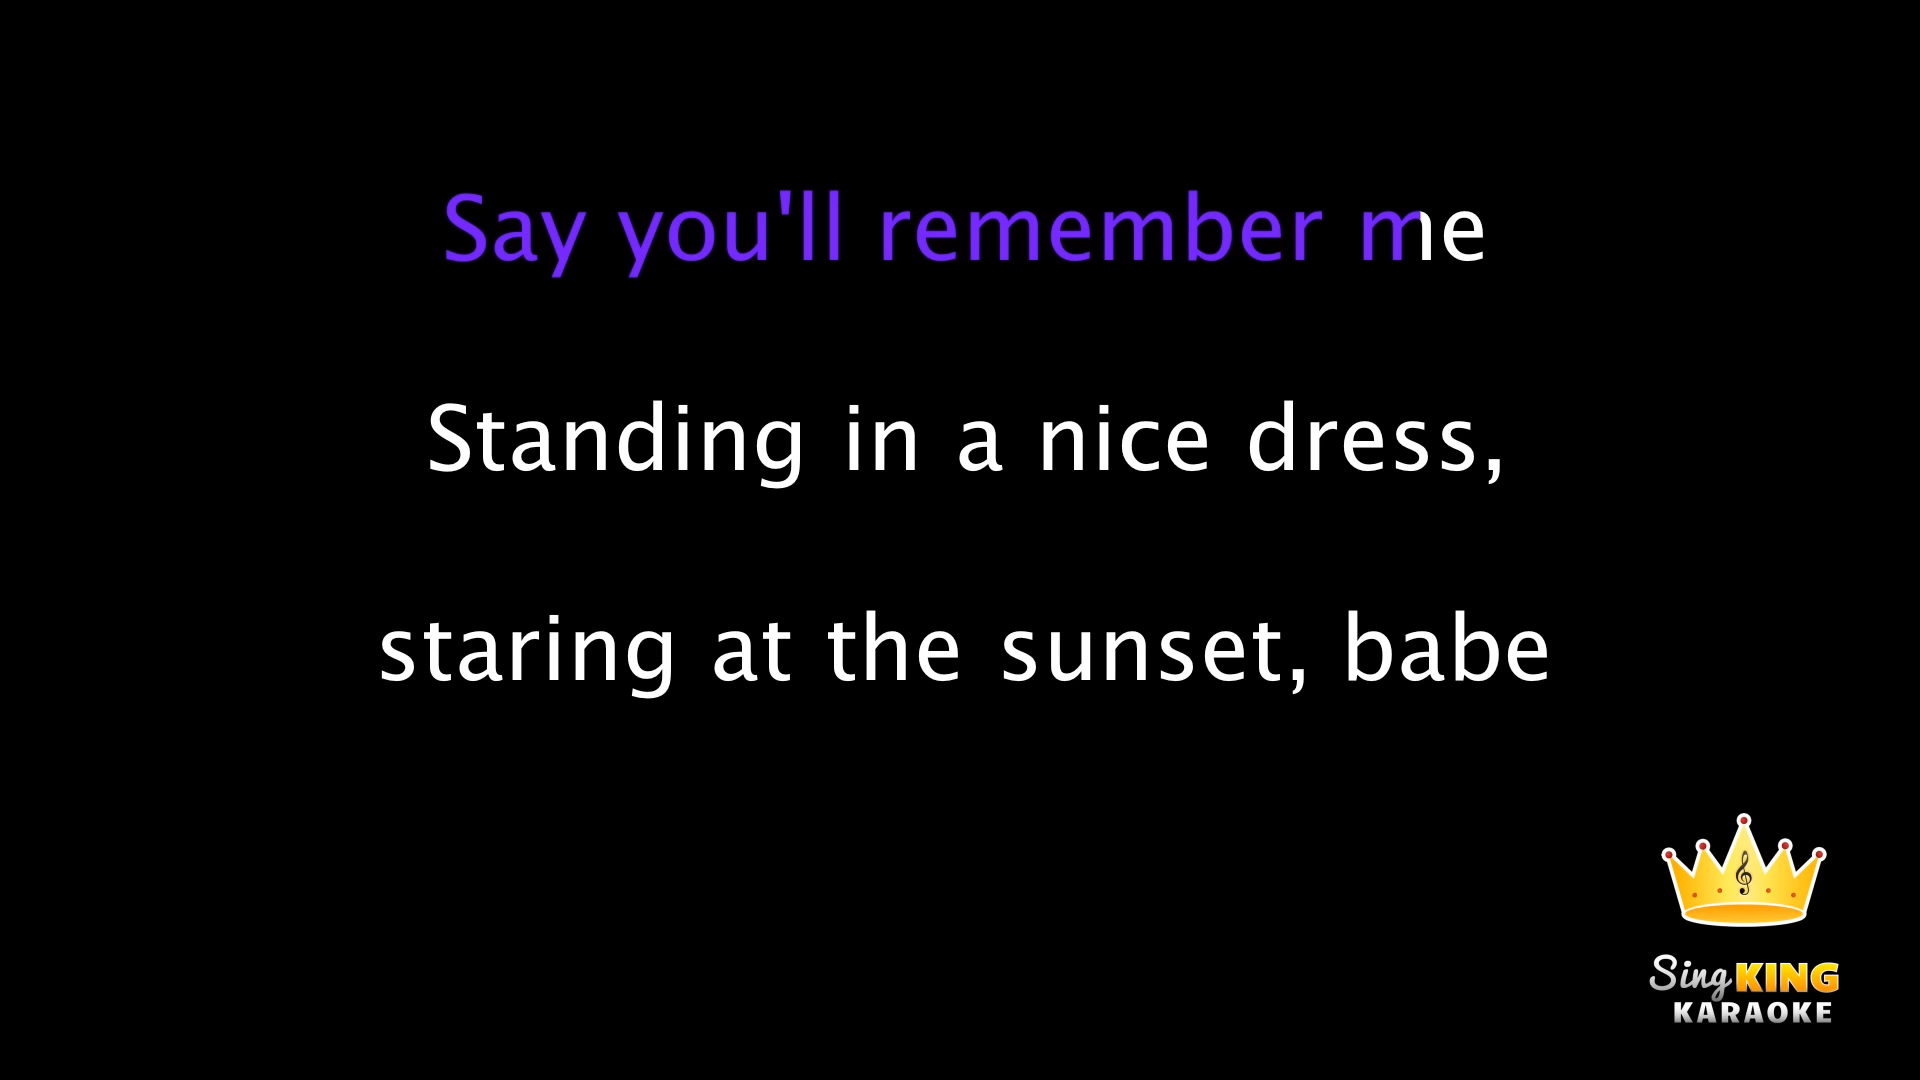 Say you'll remember me
Standing in a nice dress,
staring at the sunset, babe
Sing KING
KARAOKE